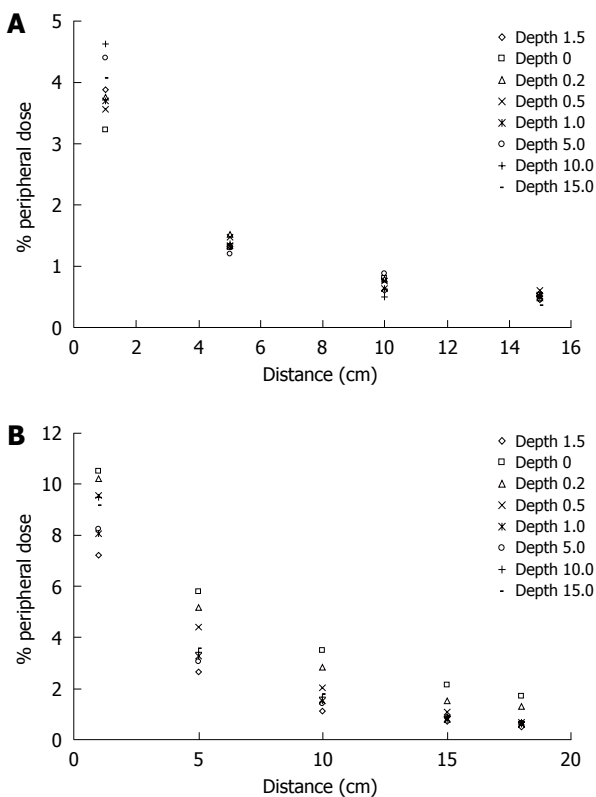 A
5
4
3
2
1
0
% peripheral dose
0 2 4 6 8 10 12 14 16
Distance (cm)
Depth 1.5
Depth 0
Depth 0.2
Depth 0.5
Depth 1.0
Depth 5.0
Depth 10.0
Depth 15.0
B
12
10
8
6
4
2
0
% peripheral dose
0 5 10 15 20
Distance (cm)
Depth 1.5
Depth 0
Depth 0.2
Depth 0.5
Depth 1.0
Depth 5.0
Depth 10.0
Depth 15.0